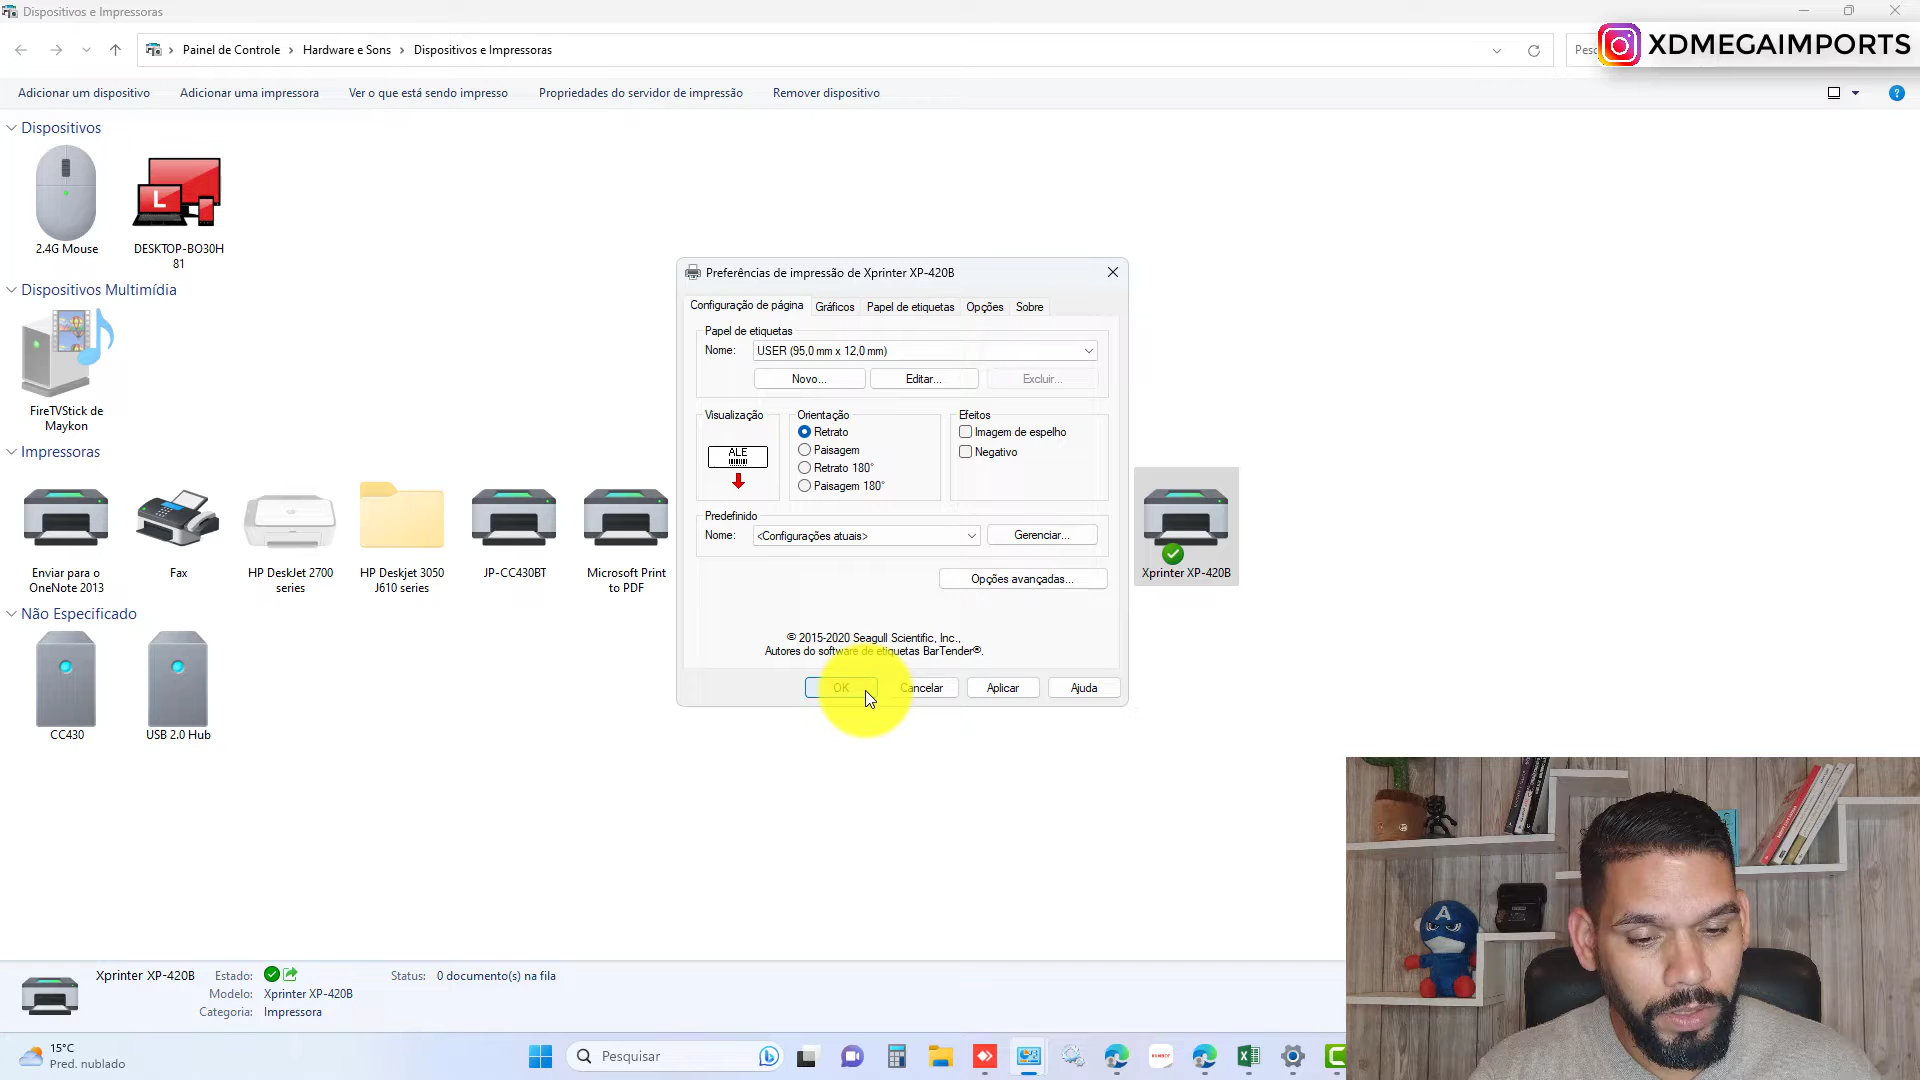 Dispositivos e Impressoras
Painel de Controle
Hardware e Sons
Dispositivos e Impressoras
XDMEGAIMPORTS
Adicionar um dispositivo
Adicionar uma impressora
Ver o que está sendo impresso
Propriedades do servidor de impressão
Remover dispositivo
Dispositivos
L
2.4G Mouse
DESKTOP-BO30H
81
Dispositivos Multimídia
FireTVStick de
Maykon
Impressoras
Enviar para o
OneNote 2013
Fax
HP DeskJet 2700
series
HP Deskjet 3050
J610 series
JP-CC430BT
Microsoft Print
to PDF
Xprinter XP-420B
Não Especificado
CC430
USB 2.0 Hub
Preferências de impressão de Xprinter XP-420B
Configuração de página
Gráficos
Papel de etiquetas
Opções
Sobre
Papel de etiquetas
Nome:
USER (95,0 mm x 12,0 mm)
Novo...
Editar...
Excluir...
Visualização
ALE
Orientação
Retrato
Paisagem
Retrato 180°
Paisagem 180°
Efeitos
Imagem de espelho
Negativo
Predefinido
Nome:
<Configurações atuais>
Gerenciar...
Opções avançadas...
© 2015-2020 Seagull Scientific, Inc.,
Autores do software de etiquetas BarTender®.
OK
Cancelar
Aplicar
Ajuda
Xprinter XP-420B
Estado:
Status: 0 documento(s) na fila
Modelo: Xprinter XP-420B
Categoria: Impressora
15°C
Pred. nublado
Pesquisar
A